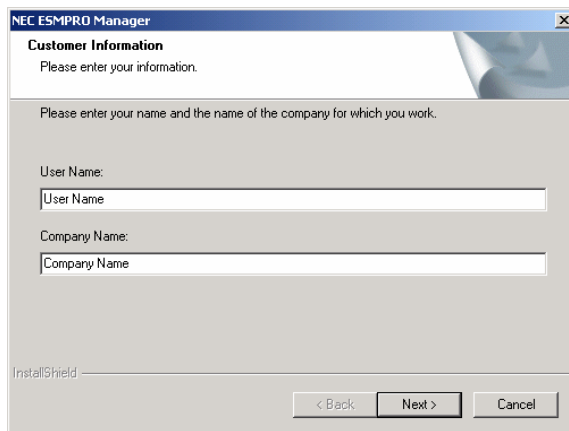 NEC ESMPRO Manager
Customer Information
Please enter your information.
Please enter your name and the name of the company for which you work.
User Name:
User Name
Company Name:
Company Name
InstallShield
< Back
Next >
Cancel